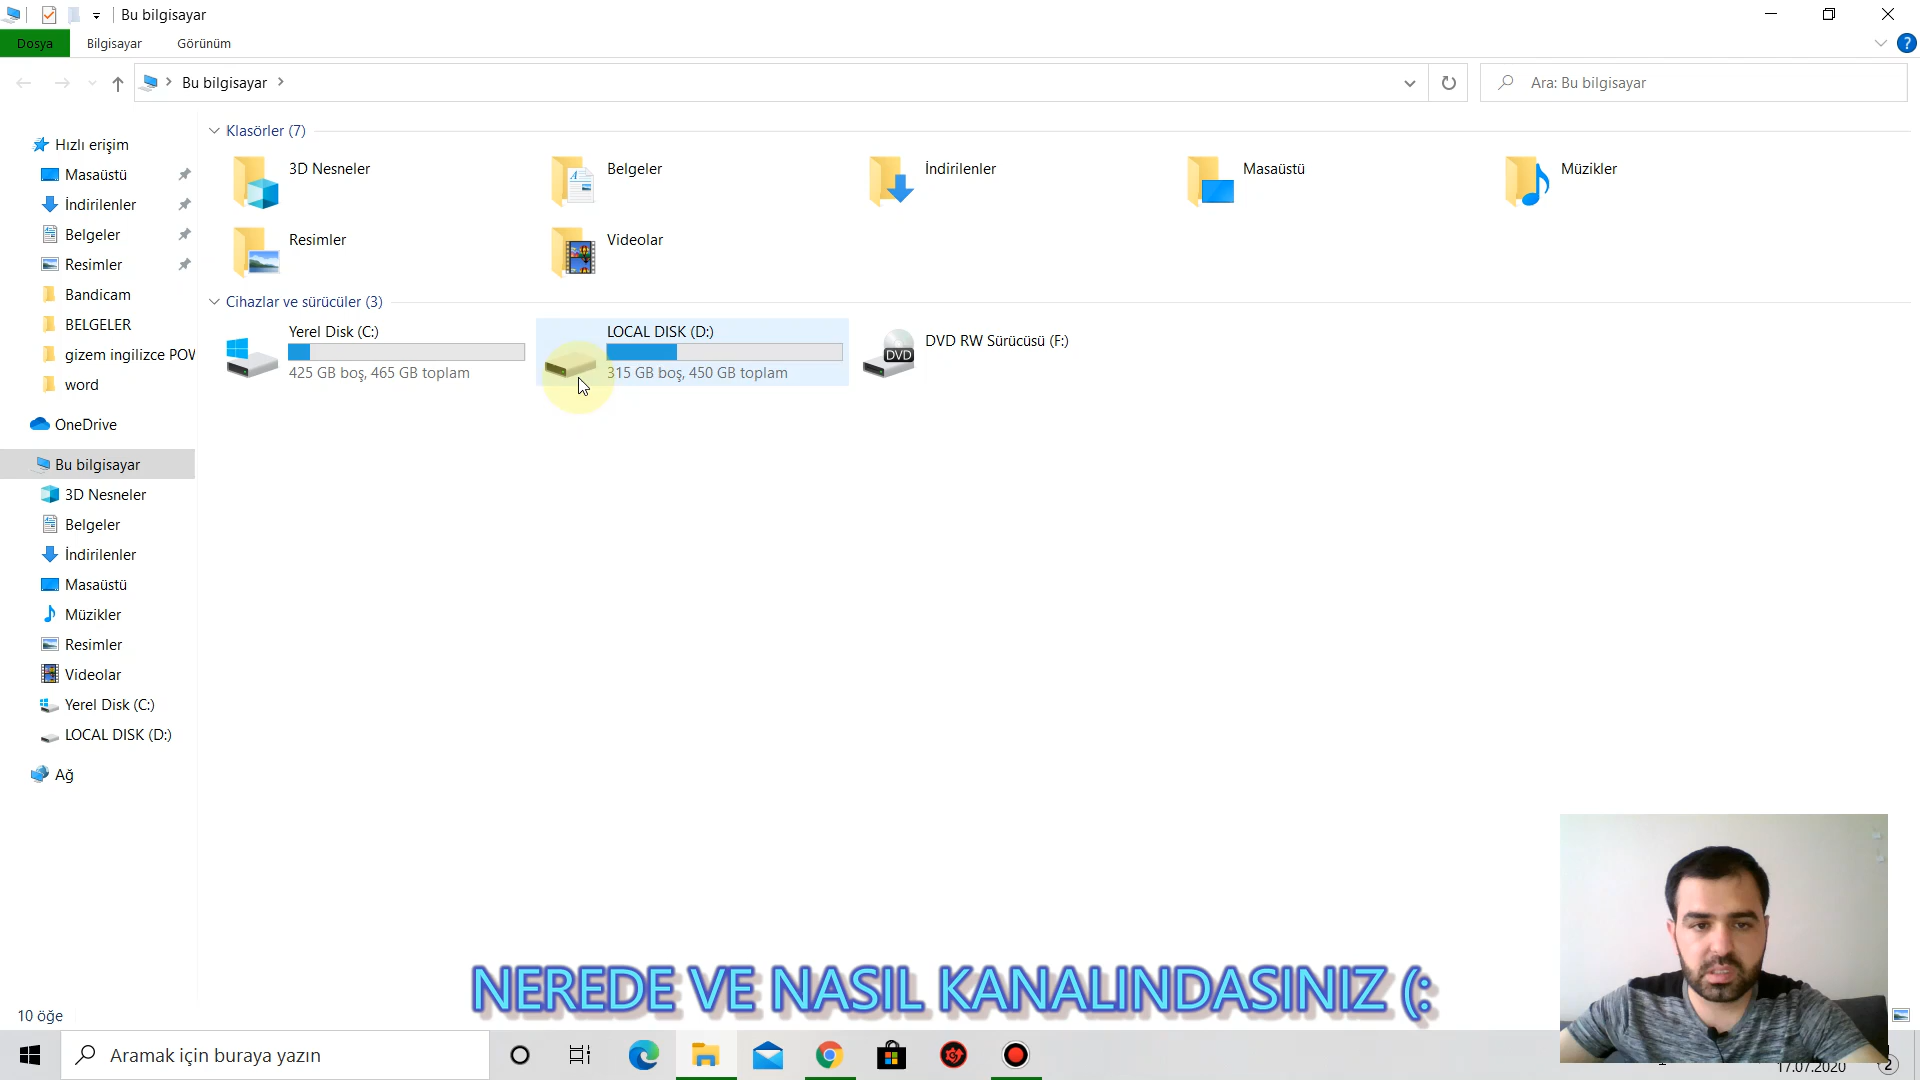 Bu bilgisayar
Dosya
Bilgisayar
Görünüm
?
Bu bilgisayar
Ara: Bu bilgisayar
Hızlı erişim
Masaüstü
İndirilenler
Belgeler
Resimler
Bandicam
BELGELER
gizem ingilizce POW
word
OneDrive
Bu bilgisayar
3D Nesneler
Belgeler
İndirilenler
Masaüstü
Müzikler
Resimler
Videolar
Yerel Disk (C:)
LOCAL DISK (D:)
Ağ
Klasörler (7)
3D Nesneler
Belgeler
İndirilenler
Masaüstü
Müzikler
Resimler
Videolar
Cihazlar ve sürücüler (3)
Yerel Disk (C:)
425 GB boş, 465 GB toplam
LOCAL DISK (D:)
315 GB boş, 450 GB toplam
DVD
DVD RW Sürücüsü (F:)
NEREDE VE NASIL KANALINDASINIZ (:
10 öğe
Aramak için buraya yazın
17.07.2020
2